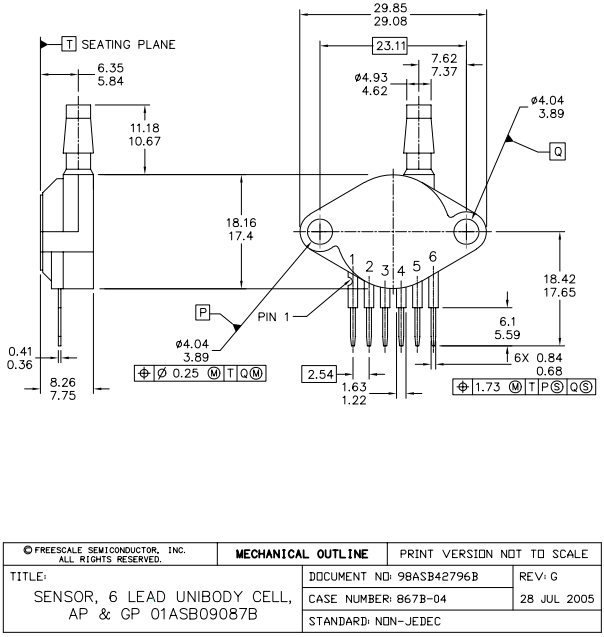 29.85
29.08
T SEATING PLANE
23.11
6.35
5.84
7.62
7.37
ø4.93
4.62
ø4.04
3.89
11.18
10.67
Q
18.16
17.4
1 2 3 4 5 6
18.42
17.65
P
PIN 1
6.1
5.59
ø4.04
3.89
0.41
0.36
6X 0.84
0.68
⌖ Ø 0.25 Ⓜ T QⓂ
2.54
8.26
7.75
1.63
1.22
⌖ 1.73 Ⓜ T PⓈ QⓈ
© FREESCALE SEMICONDUCTOR, INC.
ALL RIGHTS RESERVED.
MECHANICAL OUTLINE
PRINT VERSION NOT TO SCALE
TITLE:
SENSOR, 6 LEAD UNIBODY CELL,
AP & GP 01ASB09087B
DOCUMENT NO: 98ASB42796B
REV: G
CASE NUMBER: 867B-04
28 JUL 2005
STANDARD: NON-JEDEC